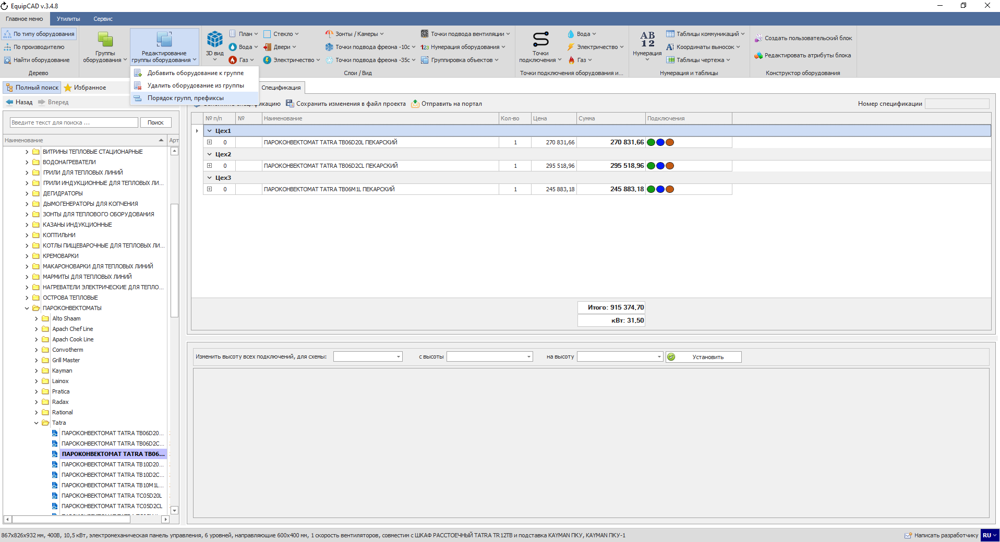 EquipCAD v.3.4.8
Главное меню
Утилиты
Сервис
По типу оборудования
По производителю
Найти оборудование
Дерево
Группы
оборудования
Редактирование
группы оборудования
3D вид
План
Вода
Газ
Стекло
Двери
Электричество
Зонты / Камеры
Точки подвода фреона -10с
Точки подвода фреона -35с
Точки подвода вентиляции
123 Нумерация оборудования
Группировка объектов
Слои / Вид
Точки
подключения
Вода
Электричество
Газ
Точки подключения оборудования и...
AB
12
Нумерация
Таблицы коммуникаций
Координаты выносок
Таблицы чертежа
Нумерация и таблицы
Создать пользовательский блок
Редактировать атрибуты блока
Конструктор оборудования
Добавить оборудование к группе
Удалить оборудование из группы
Порядок групп, префиксы
Полный поиск
Избранное
Назад
Вперед
Введите текст для поиска ...
Поиск
Наименование
Арт
ВИТРИНЫ ТЕПЛОВЫЕ СТАЦИОНАРНЫЕ
ВОДОНАГРЕВАТЕЛИ
ГРИЛИ ДЛЯ ТЕПЛОВЫХ ЛИНИЙ
ГРИЛИ ИНДУКЦИОННЫЕ ДЛЯ ТЕПЛОВЫХ ЛИ...
ДЕГИДРАТОРЫ
ДЫМОГЕНЕРАТОРЫ ДЛЯ КОПЧЕНИЯ
ЗОНТЫ ДЛЯ ТЕПЛОВОГО ОБОРУДОВАНИЯ
КАЗАНЫ ИНДУКЦИОННЫЕ
КОПТИЛЬНИ
КОТЛЫ ПИЩЕВАРОЧНЫЕ ДЛЯ ТЕПЛОВЫХ ЛИ...
КРЕМОВАРКИ
МАКАРОНОВАРКИ ДЛЯ ТЕПЛОВЫХ ЛИНИЙ
МАРМИТЫ ДЛЯ ТЕПЛОВЫХ ЛИНИЙ
НАГРЕВАТЕЛИ ЭЛЕКТРИЧЕСКИЕ ДЛЯ ТЕПЛО...
ОСТРОВА ТЕПЛОВЫЕ
ПАРОКОНВЕКТОМАТЫ
Alto Shaam
Apach Chef Line
Apach Cook Line
Convotherm
Grill Master
Kayman
Lainox
Pratica
Radax
Rational
Tatra
ПАРОКОНВЕКТОМАТ TATRA TB06D20...
ПАРОКОНВЕКТОМАТ TATRA TB06D2C...
ПАРОКОНВЕКТОМАТ TATRA TB06...
ПАРОКОНВЕКТОМАТ TATRA TB10D20...
ПАРОКОНВЕКТОМАТ TATRA TB10D2C...
ПАРОКОНВЕКТОМАТ TATRA TB10M1L...
ПАРОКОНВЕКТОМАТ TATRA TC05D20L
ПАРОКОНВЕКТОМАТ TATRA TC05D2CL
Спецификация
Сохранить изменения в файл проекта
Отправить на портал
Номер спецификации
№ п/п № Наименование Кол-во Цена Сумма Подключения
Цех1
0 ПАРОКОНВЕКТОМАТ TATRA TB06D20L ПЕКАРСКИЙ 1 270 831,66 270 831,66
Цех2
0 ПАРОКОНВЕКТОМАТ TATRA TB06D2CL ПЕКАРСКИЙ 1 295 518,96 295 518,96
Цех3
0 ПАРОКОНВЕКТОМАТ TATRA TB06M1L ПЕКАРСКИЙ 1 245 883,18 245 883,18
Итого: 915 374,70
кВт: 31,50
Изменить высоту всех подключений, для схемы:
с высоты
на высоту
Установить
867x826x932 мм, 400В, 10,5 кВт, электромеханическая панель управления, 6 уровней, направляющие 600x400 мм, 1 скорость вентиляторов, совместим с ШКАФ РАССТОЕЧНЫЙ TATRA TR12TB и подставка KAYMAN ПКУ, KAYMAN ПКУ-1
Написать разработчику
RU